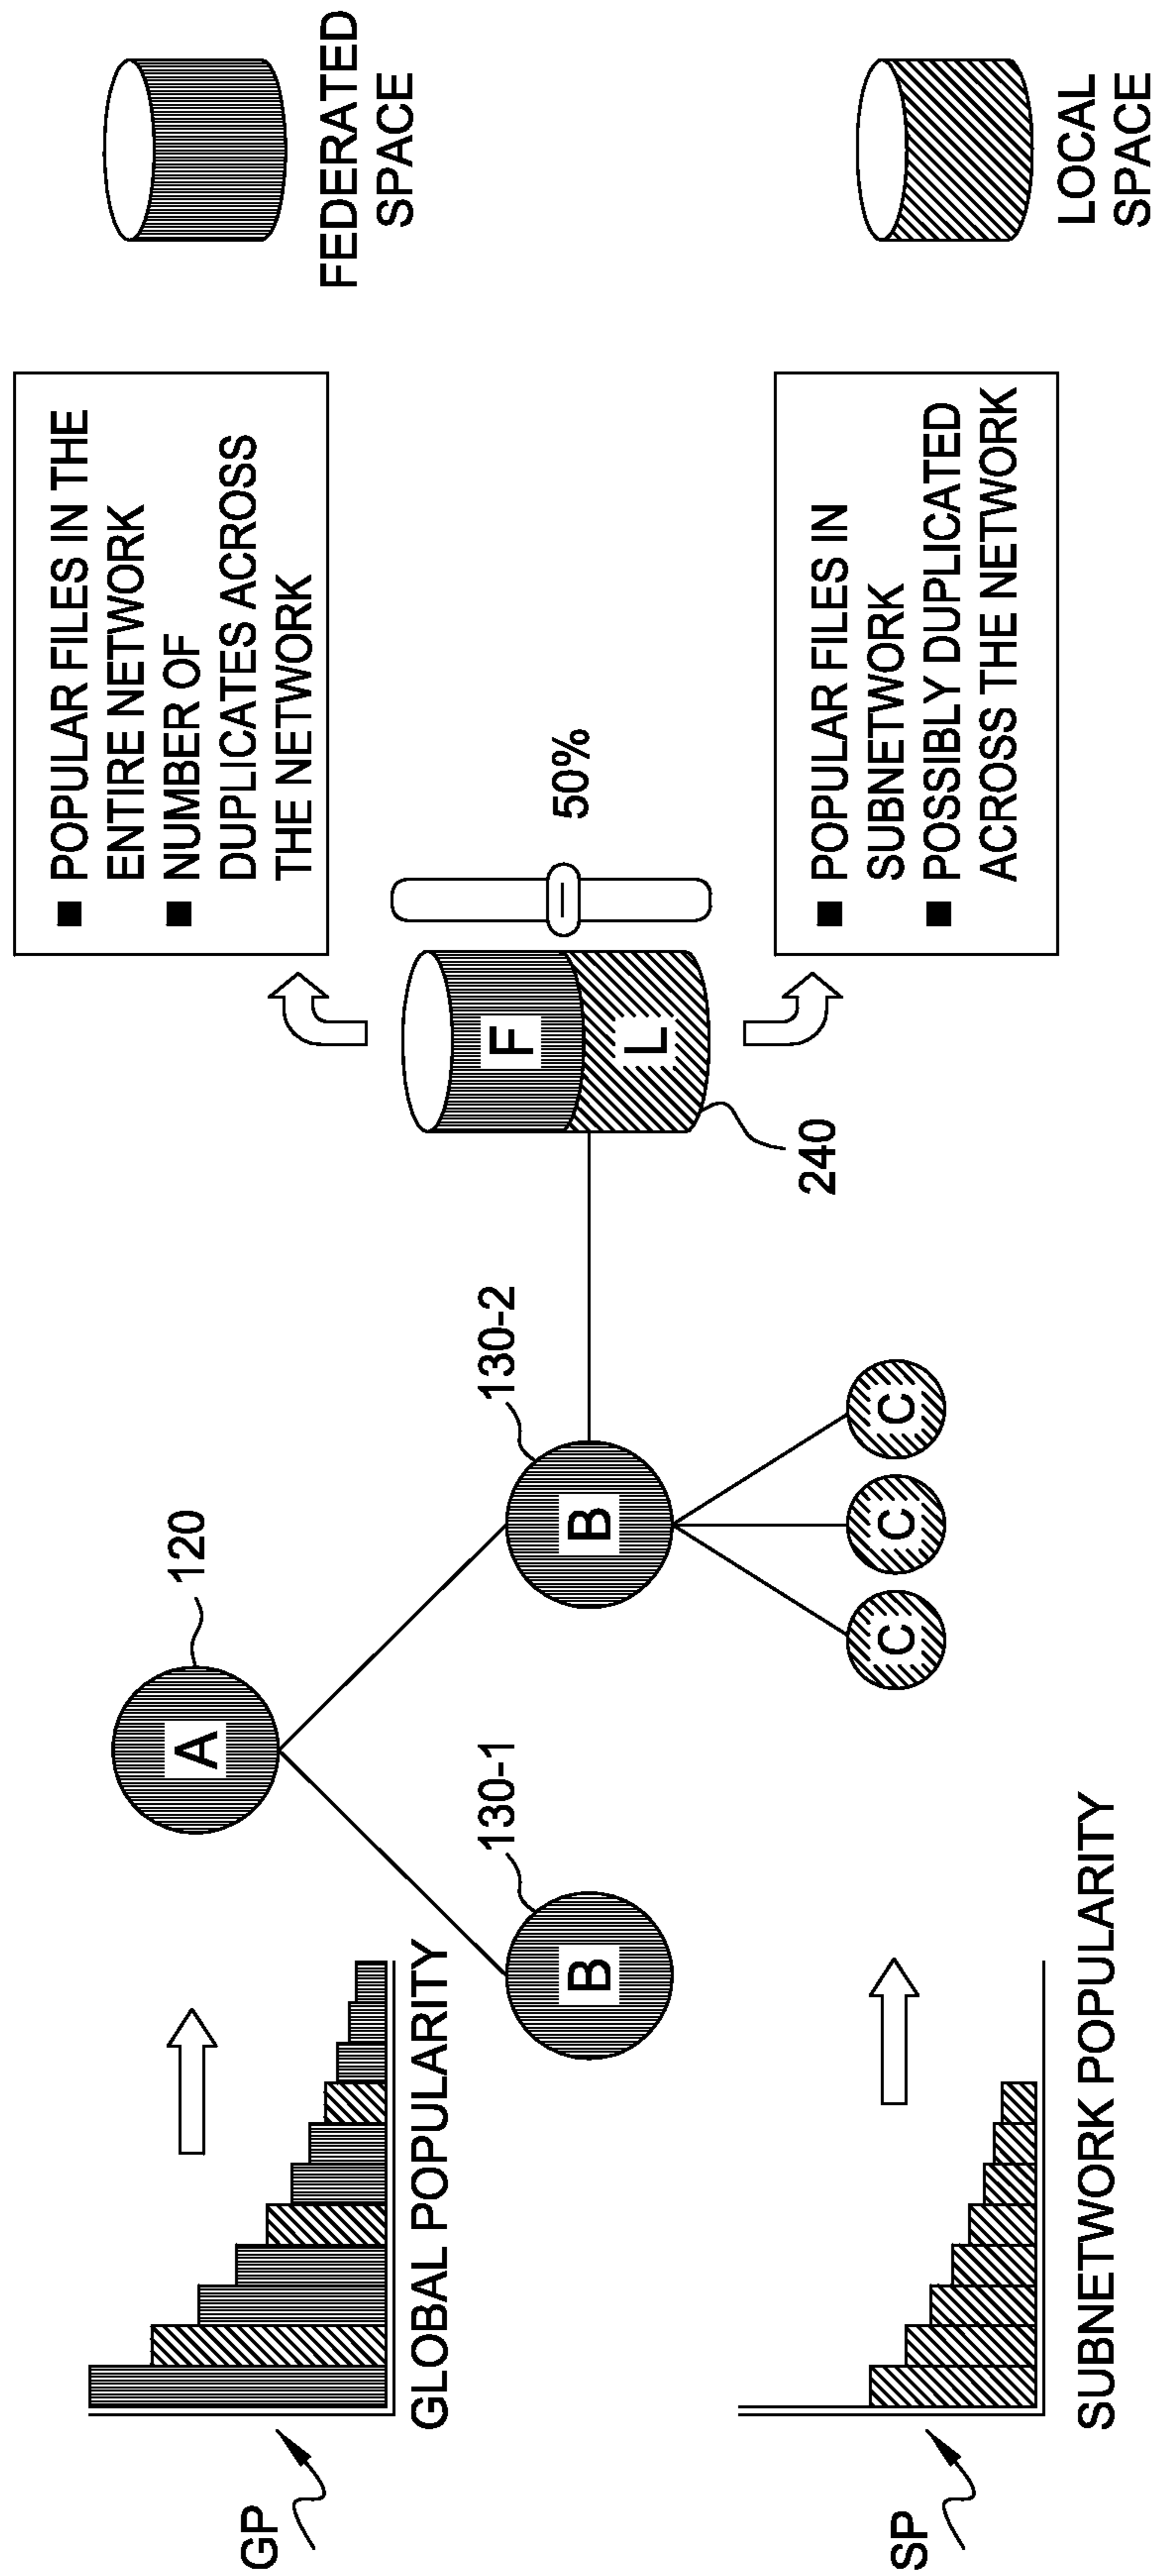 GP
GLOBAL POPULARITY
SP
SUBNETWORK POPULARITY
A
120
B
130-1
B
130-2
C
C
C
F
L
240
50%
■ POPULAR FILES IN THE
ENTIRE NETWORK
■ NUMBER OF
DUPLICATES ACROSS
THE NETWORK
■ POPULAR FILES IN
SUBNETWORK
■ POSSIBLY DUPLICATED
ACROSS THE NETWORK
FEDERATED
SPACE
LOCAL
SPACE